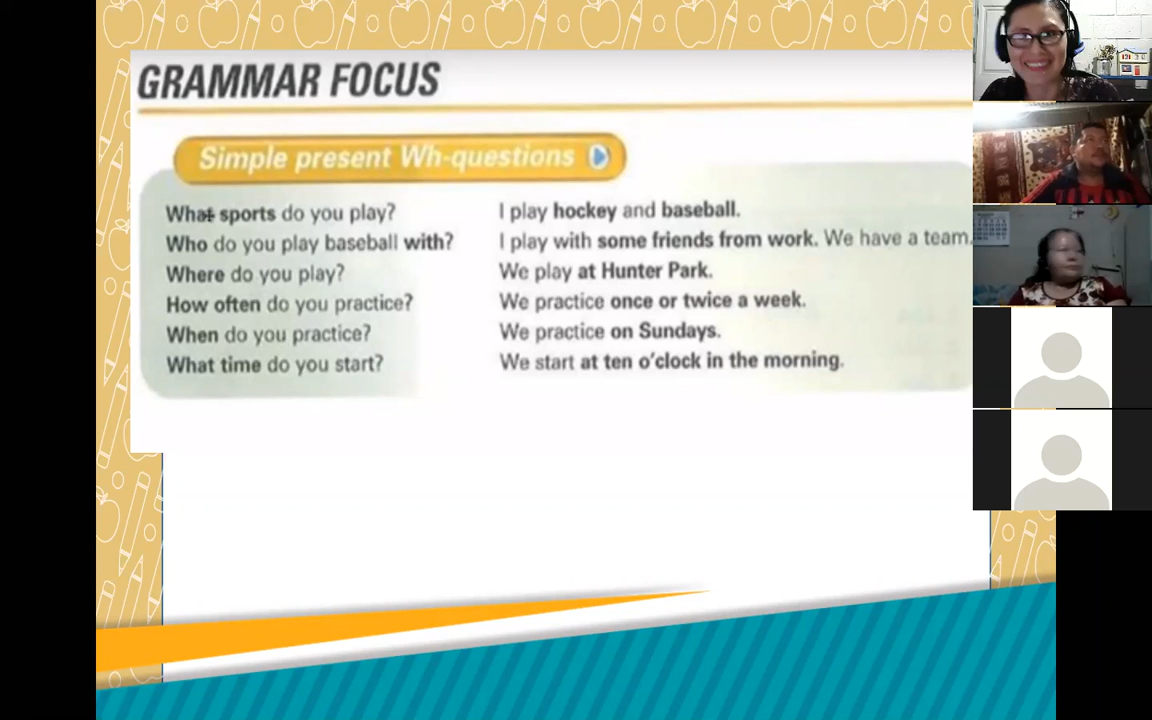 GRAMMAR FOCUS
Simple present Wh-questions
What sports do you play? I play hockey and baseball.
Who do you play baseball with? I play with some friends from work. We have a team.
Where do you play? We play at Hunter Park.
How often do you practice? We practice once or twice a week.
When do you practice? We practice on Sundays.
What time do you start? We start at ten o'clock in the morning.